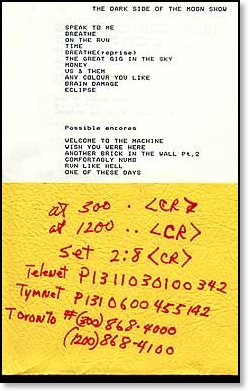 THE DARK SIDE OF THE MOON SHOW
SPEAK TO ME
BREATHE
ON THE RUN
TIME
BREATHE(reprise)
THE GREAT GIG IN THE SKY
MONEY
US & THEM
ANY COLOUR YOU LIKE
BRAIN DAMAGE
ECLIPSE
Possible encores
WELCOME TO THE MACHINE
WISH YOU WERE HERE
ANOTHER BRICK IN THE WALL Pt.2
COMFORTABLY NUMB
RUN LIKE HELL
ONE OF THESE DAYS
at 300 . <CR>
at 1200 .. <CR>
Set 2:8 <CR>
Telenet P1311030100342
Tymnet P1310600455192
Toronto # (300) 868-4000
(1200) 868-4100